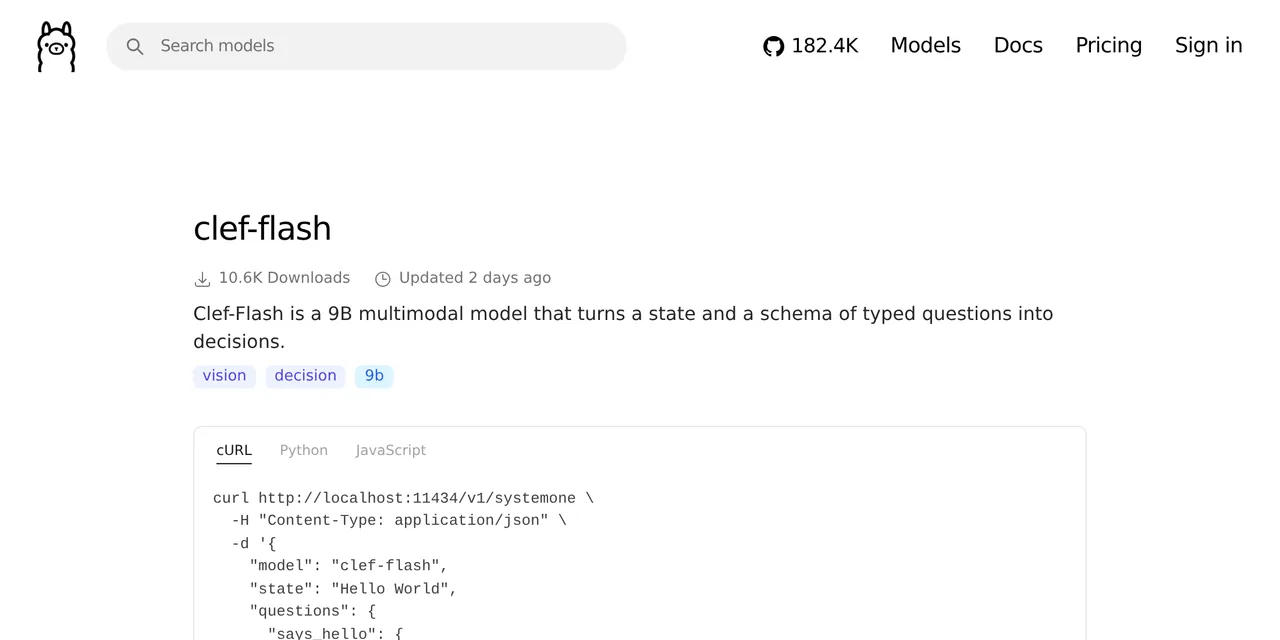 Search models
182.4K Models Docs Pricing Sign in
clef-flash
10.6K Downloads Updated 2 days ago
Clef-Flash is a 9B multimodal model that turns a state and a schema of typed questions into
decisions.
vision decision 9b
cURL Python JavaScript
curl http://localhost:11434/v1/systemone \
  -H "Content-Type: application/json" \
  -d '{
    "model": "clef-flash",
    "state": "Hello World",
    "questions": {
      "says_hello": {